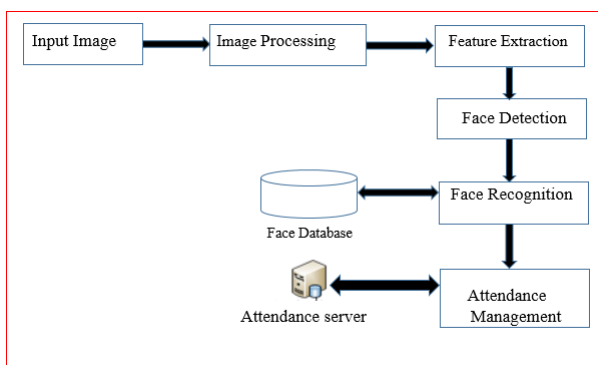 Input Image
Image Processing
Feature Extraction
Face Detection
Face Recognition
Face Database
Attendance server
Attendance
Management